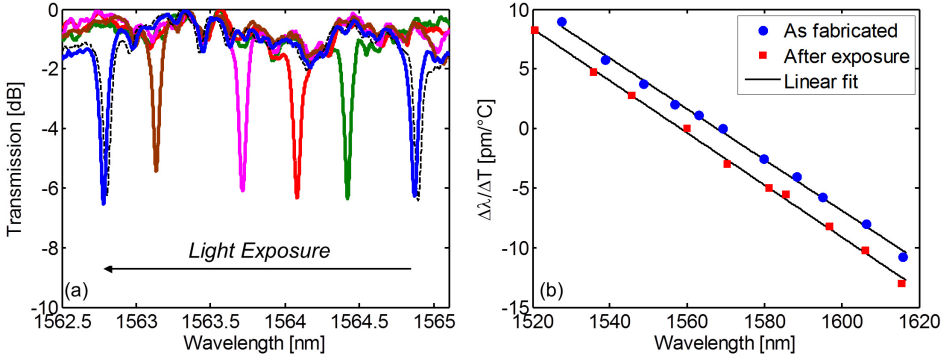 0
-2
-4
-6
-8
-10
Transmission [dB]
Light Exposure
(a)
1562.5
1563
1563.5
1564
1564.5
1565
Wavelength [nm]
10
5
0
-5
-10
-15
Δλ/ΔT [pm/°C]
As fabricated
After exposure
Linear fit
(b)
1520
1540
1560
1580
1600
1620
Wavelength [nm]